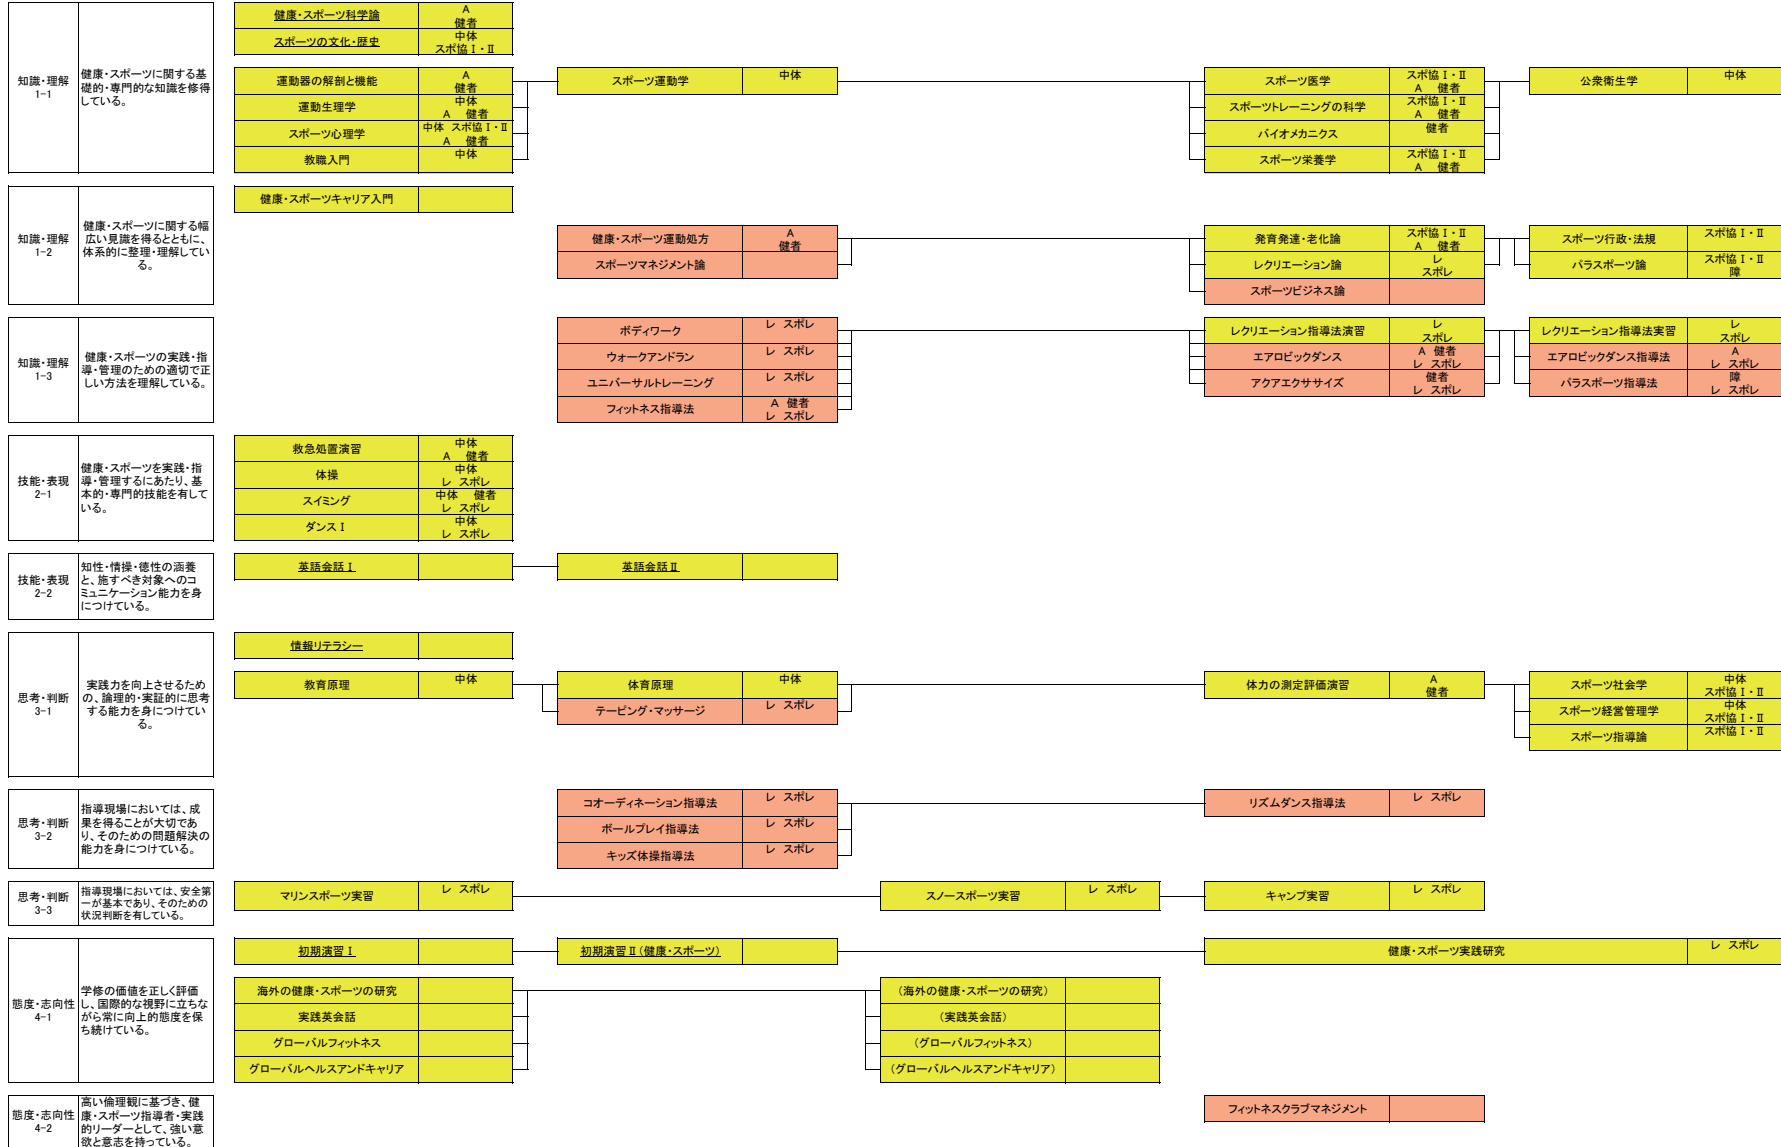 健康・スポーツ科学論
A
健者
スポーツの文化・歴史
中体
スポ協Ⅰ・Ⅱ
知識・理解
1-1
健康・スポーツに関する基
礎的・専門的な知識を修得
している。
運動器の解剖と機能
A
健者
スポーツ運動学
中体
スポーツ医学
スポ協Ⅰ・Ⅱ
A 健者
公衆衛生学
中体
運動生理学
中体
A 健者
スポーツトレーニングの科学
スポ協Ⅰ・Ⅱ
A 健者
スポーツ心理学
中体 スポ協Ⅰ・Ⅱ
A 健者
バイオメカニクス
健者
教職入門
中体
スポーツ栄養学
スポ協Ⅰ・Ⅱ
A 健者
健康・スポーツキャリア入門
知識・理解
1-2
健康・スポーツに関する幅
広い見識を得るとともに、
体系的に整理・理解してい
る。
健康・スポーツ運動処方
A
健者
発育発達・老化論
スポ協Ⅰ・Ⅱ
A 健者
スポーツ行政・法規
スポ協Ⅰ・Ⅱ
スポーツマネジメント論
レクリエーション論
レ
スポレ
パラスポーツ論
スポ協Ⅰ・Ⅱ
障
スポーツビジネス論
知識・理解
1-3
健康・スポーツの実践・指
導・管理のための適切で正
しい方法を理解している。
ボディワーク
レ スポレ
レクリエーション指導法演習
レ
スポレ
レクリエーション指導法実習
レ
スポレ
ウォークアンドラン
レ スポレ
エアロビックダンス
A 健者
レ スポレ
エアロビックダンス指導法
A
レ スポレ
ユニバーサルトレーニング
レ スポレ
アクアエクササイズ
健者
レ スポレ
パラスポーツ指導法
障
レ スポレ
フィットネス指導法
A 健者
レ スポレ
技能・表現
2-1
健康・スポーツを実践・指
導・管理するにあたり、基
本的・専門的技能を有して
いる。
救急処置演習
中体
A 健者
体操
中体
レ スポレ
スイミング
中体 健者
レ スポレ
ダンスⅠ
中体
レ スポレ
技能・表現
2-2
知性・情操・徳性の涵養
と、施すべき対象へのコ
ミュニケーション能力を身
につけている。
英語会話Ⅰ
英語会話Ⅱ
情報リテラシー
思考・判断
3-1
実践力を向上させるため
の、論理的・実証的に思考
する能力を身につけてい
る。
教育原理
中体
体育原理
中体
体力の測定評価演習
A
健者
スポーツ社会学
中体
スポ協Ⅰ・Ⅱ
テーピング・マッサージ
レ スポレ
スポーツ経営管理学
中体
スポ協Ⅰ・Ⅱ
スポーツ指導論
スポ協Ⅰ・Ⅱ
思考・判断
3-2
指導現場においては、成
果を得ることが大切であ
り、そのための問題解決の
能力を身につけている。
コオーディネーション指導法
レ スポレ
リズムダンス指導法
レ スポレ
ボールプレイ指導法
レ スポレ
キッズ体操指導法
レ スポレ
思考・判断
3-3
指導現場においては、安全第
一が基本であり、そのための
状況判断を有している。
マリンスポーツ実習
レ スポレ
スノースポーツ実習
レ スポレ
キャンプ実習
レ スポレ
態度・志向性
4-1
学修の価値を正しく評価
し、国際的な視野に立ちな
がら常に向上的態度を保
ち続けている。
初期演習Ⅰ
初期演習Ⅱ(健康・スポーツ)
健康・スポーツ実践研究
レ スポレ
海外の健康・スポーツの研究
(海外の健康・スポーツの研究)
実践英会話
(実践英会話)
グローバルフィットネス
(グローバルフィットネス)
グローバルヘルスアンドキャリア
(グローバルヘルスアンドキャリア)
態度・志向性
4-2
高い倫理観に基づき、健
康・スポーツ指導者・実践
的リーダーとして、強い意
欲と意志を持っている。
フィットネスクラブマネジメント